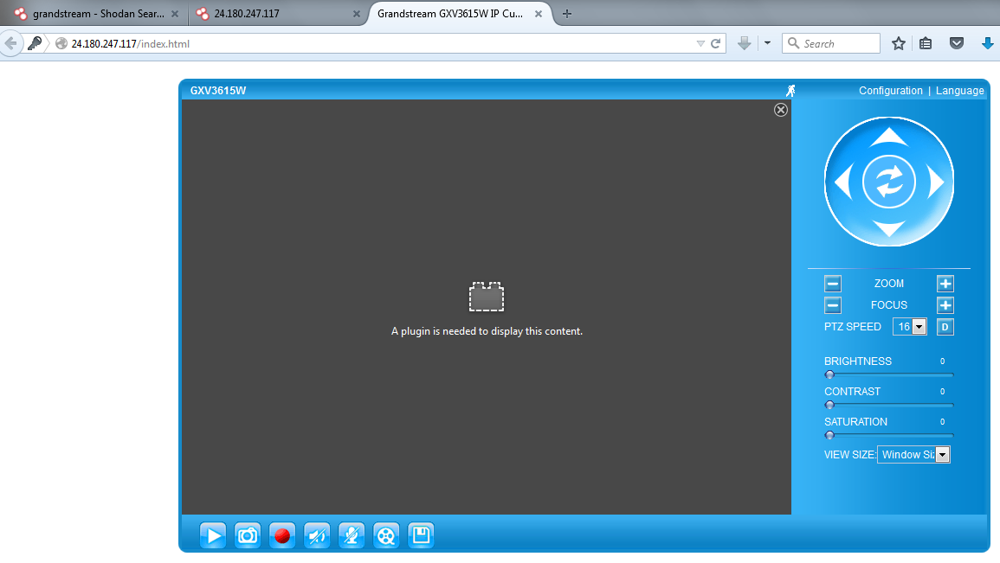 grandstream - Shodan Sear...
24.180.247.117
Grandstream GXV3615W IP Cu...
24.180.247.117/index.html
Search
GXV3615W
Configuration | Language
A plugin is needed to display this content.
ZOOM
FOCUS
PTZ SPEED 16 D
BRIGHTNESS 0
CONTRAST 0
SATURATION 0
VIEW SIZE: Window Siz